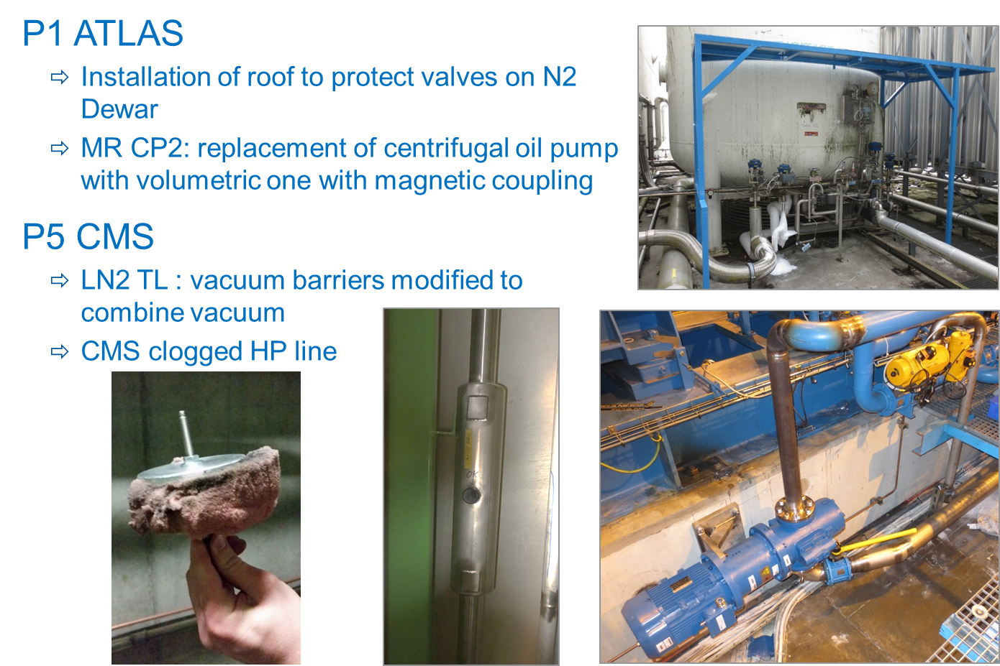 P1 ATLAS
⇨ Installation of roof to protect valves on N2
Dewar
⇨ MR CP2: replacement of centrifugal oil pump
with volumetric one with magnetic coupling
P5 CMS
⇨ LN2 TL : vacuum barriers modified to
combine vacuum
⇨ CMS clogged HP line
OK